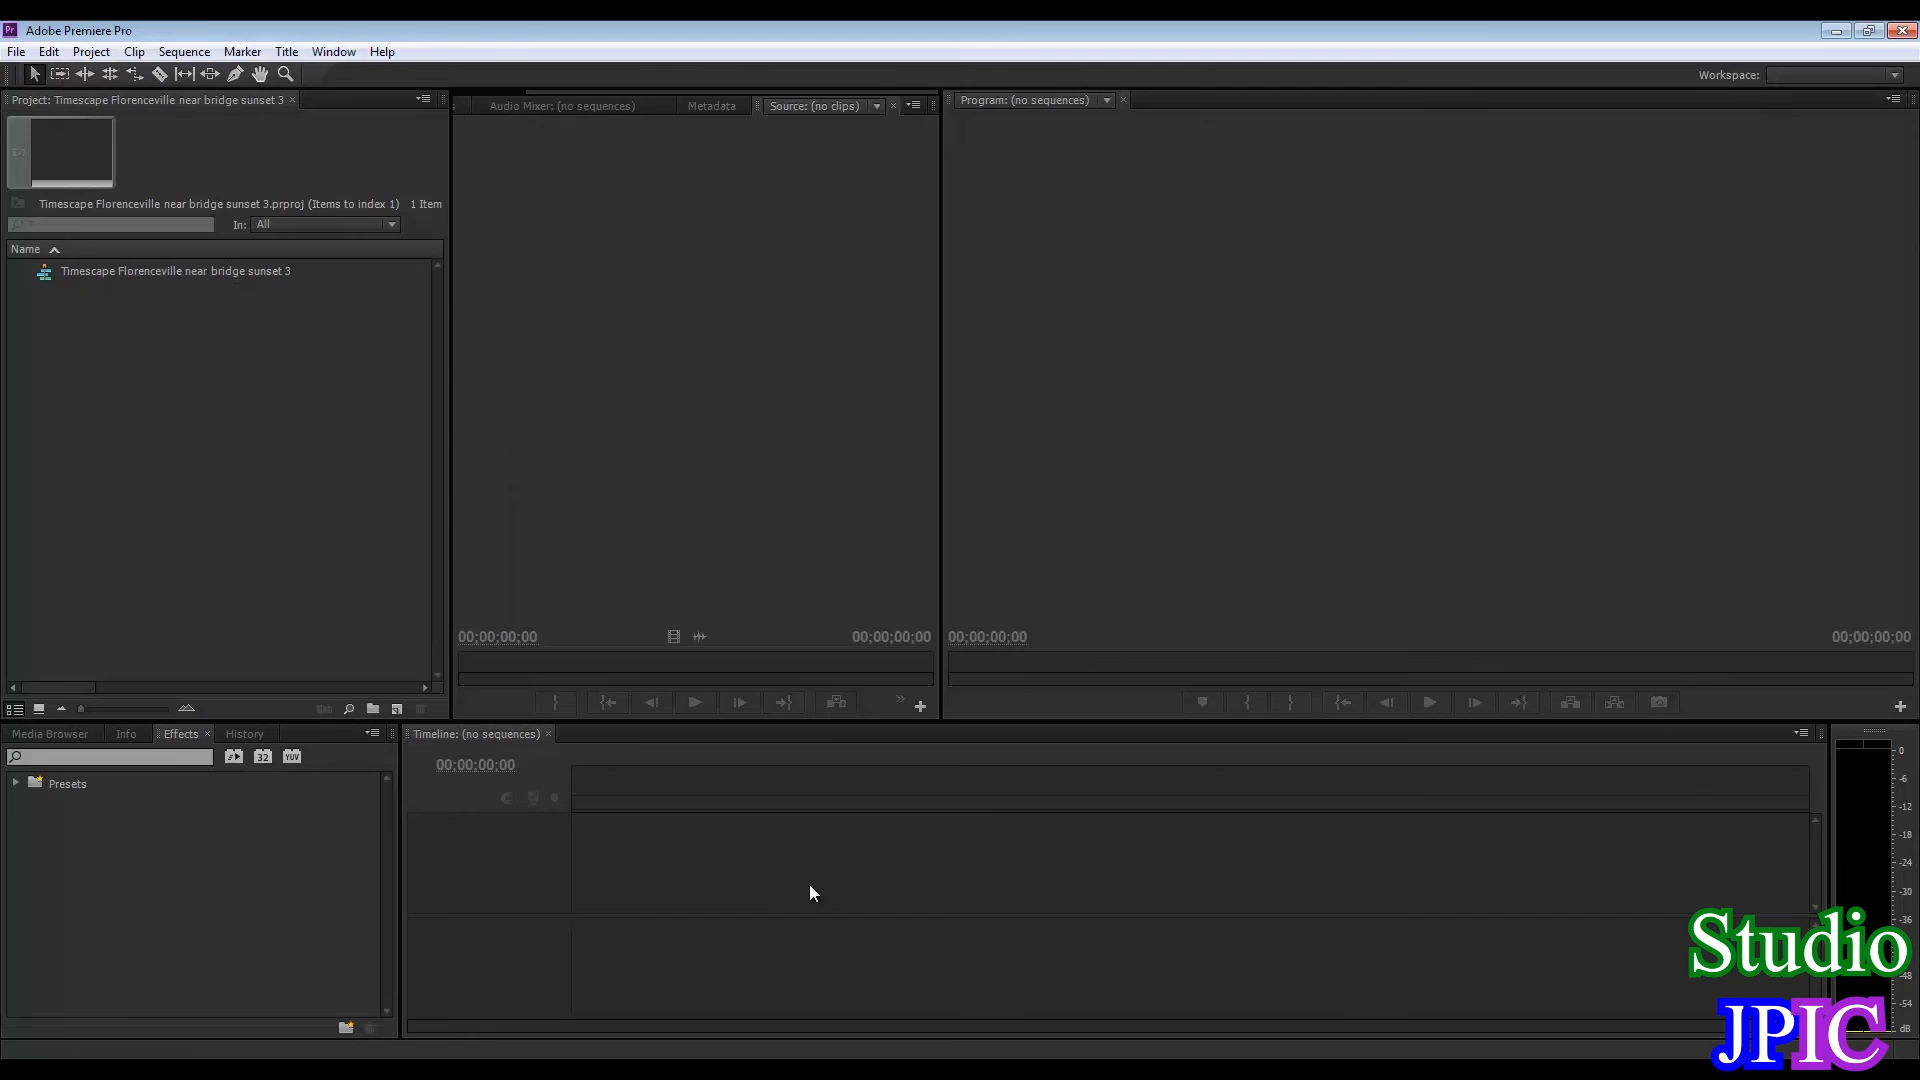 Pr Adobe Premiere Pro
File Edit Project Clip Sequence Marker Title Window Help
Workspace:
Project: Timescape Florenceville near bridge sunset 3
Audio Mixer: (no sequences) Metadata Source: (no clips)
Program: (no sequences)
Timescape Florenceville near bridge sunset 3.prproj (Items to index 1) 1 Item
In: All
Name
Timescape Florenceville near bridge sunset 3
00;00;00;00 00;00;00;00
00;00;00;00 00;00;00;00
Media Browser Info Effects History
Timeline: (no sequences)
32 YUV
00;00;00;00
Presets
0
-6
-12
-18
-24
-30
-36
-48
-54
dB
Studio
JPIC